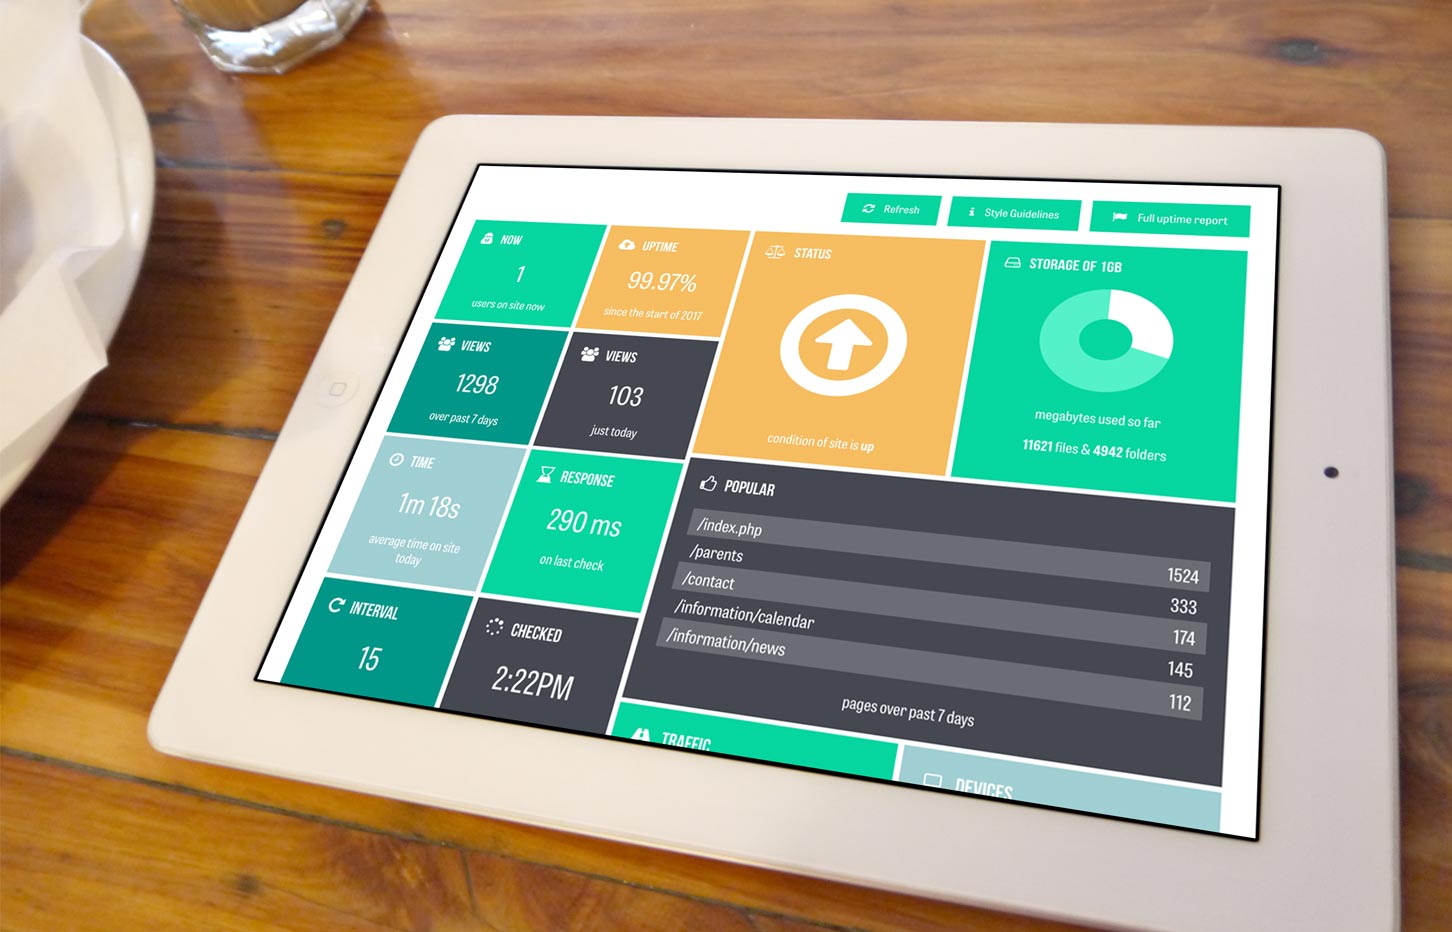 Refresh
Style Guidelines
Full uptime report
NOW
1
users on site now
UPTIME
99.97%
since the start of 2017
STATUS
condition of site is up
STORAGE OF 1GB
megabytes used so far
11621 files & 4942 folders
VIEWS
1298
over past 7 days
VIEWS
103
just today
TIME
1m 18s
average time on site
today
RESPONSE
290 ms
on last check
POPULAR
/index.php 1524
/parents 333
/contact 174
/information/calendar 145
/information/news 112
pages over past 7 days
INTERVAL
15
CHECKED
2:22PM
TRAFFIC
DEVICES